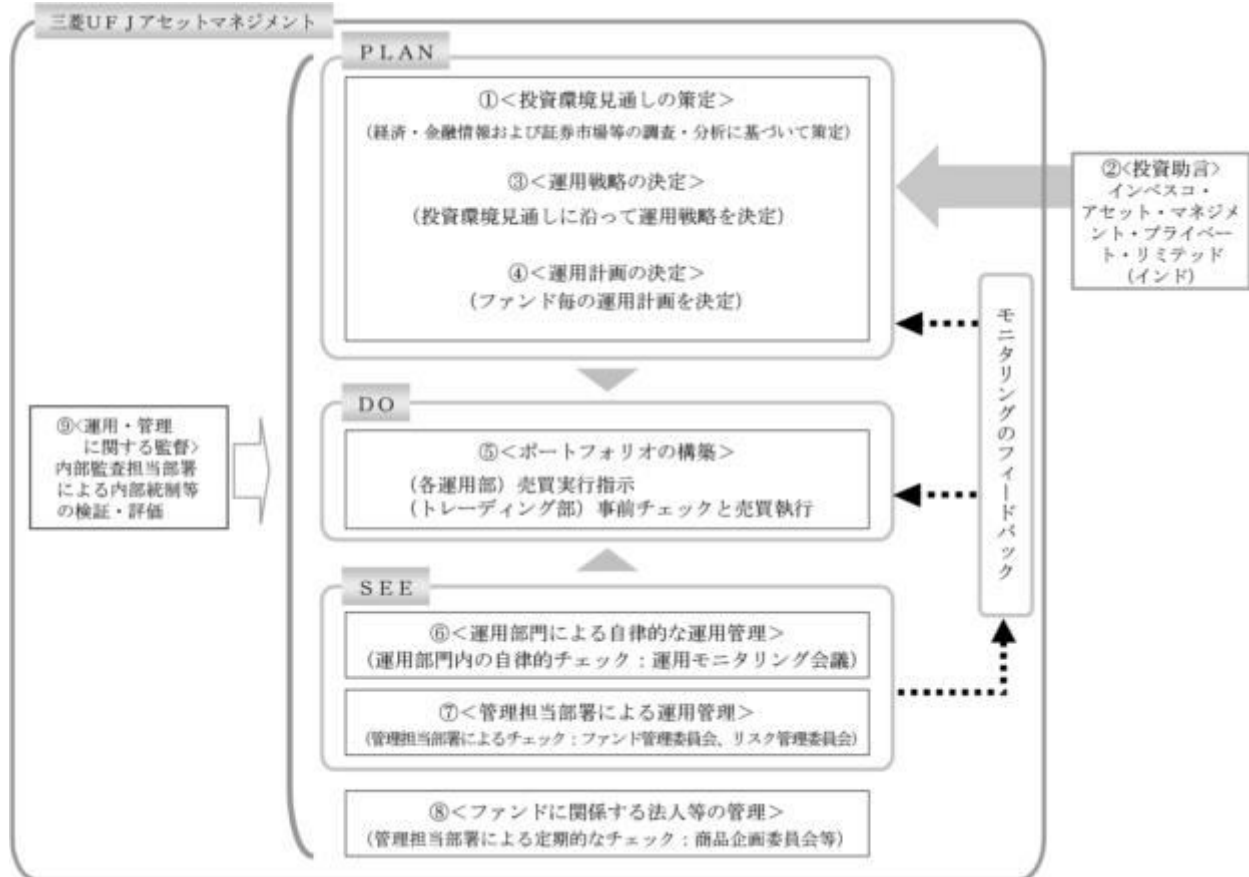 三菱UFJアセットマネジメント
PLAN
①<投資環境見通しの策定>
(経済・金融情報および証券市場等の調査・分析に基づいて策定)
③<運用戦略の決定>
(投資環境見通しに沿って運用戦略を決定)
④<運用計画の決定>
(ファンド毎の運用計画を決定)
②<投資助言>
インベスコ・
アセット・マネジメ
ント・プライベー
ト・リミテッド
(インド)
モニタリングのフィードバック
DO
⑤<ポートフォリオの構築>
(各運用部)売買実行指示
(トレーディング部)事前チェックと売買執行
⑨<運用・管理
に関する監督>
内部監査担当部署
による内部統制等
の検証・評価
SEE
⑥<運用部門による自律的な運用管理>
(運用部門内の自律的チェック:運用モニタリング会議)
⑦<管理担当部署による運用管理>
(管理担当部署によるチェック:ファンド管理委員会、リスク管理委員会)
⑧<ファンドに関係する法人等の管理>
(管理担当部署による定期的なチェック:商品企画委員会等)